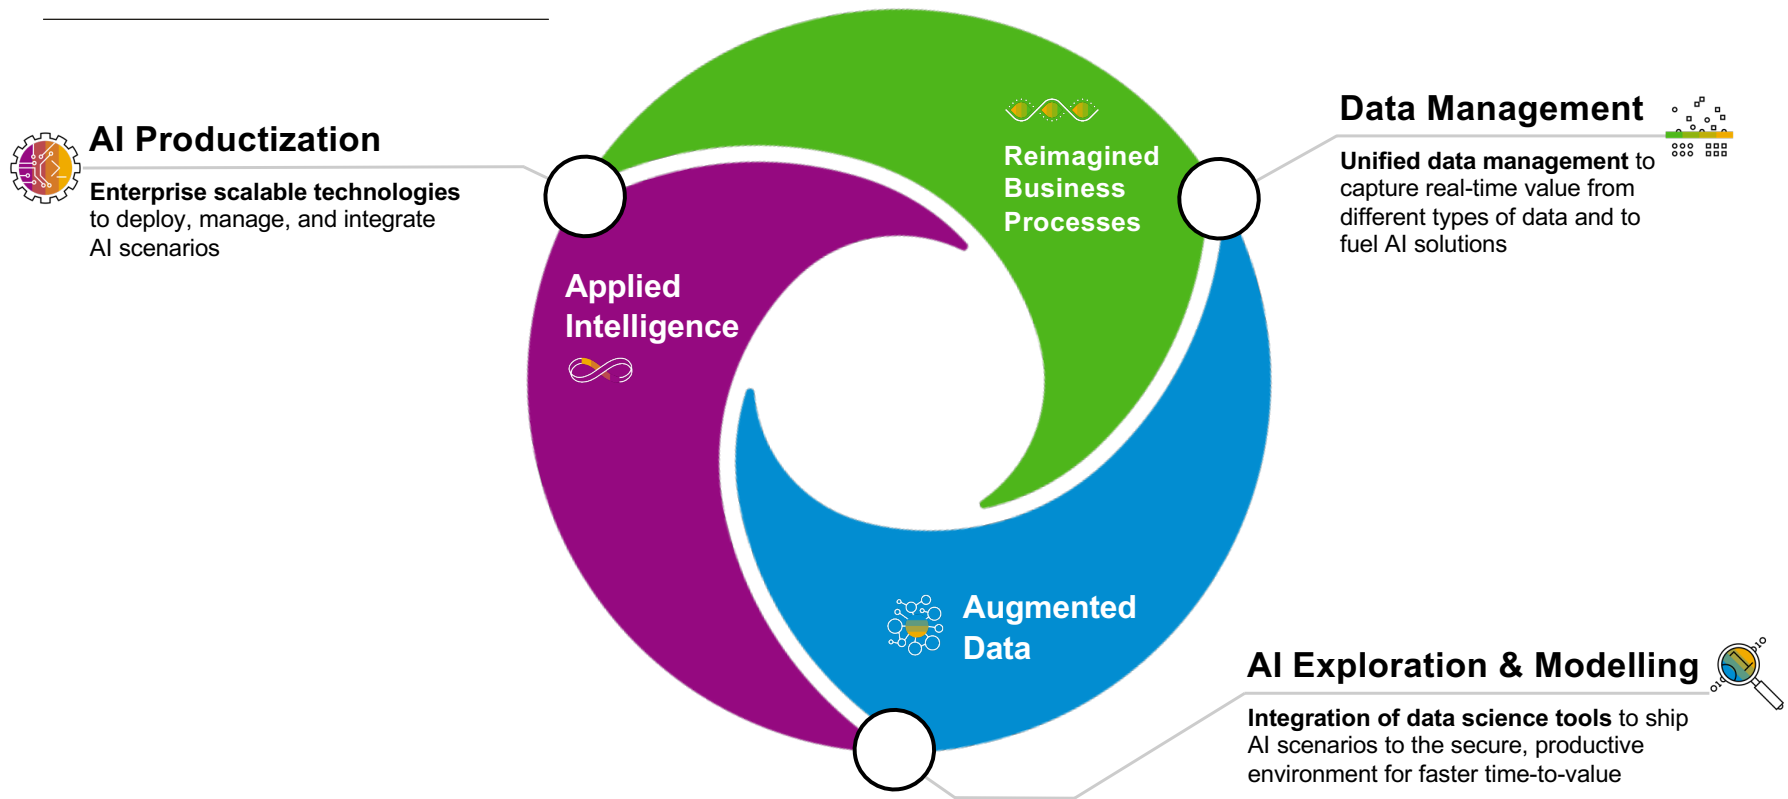 AI Productization
Enterprise scalable technologies
to deploy, manage, and integrate
AI scenarios
Reimagined
Business
Processes
Data Management
Unified data management to
capture real-time value from
different types of data and to
fuel AI solutions
Applied
Intelligence
Augmented
Data
AI Exploration & Modelling
Integration of data science tools to ship
AI scenarios to the secure, productive
environment for faster time-to-value